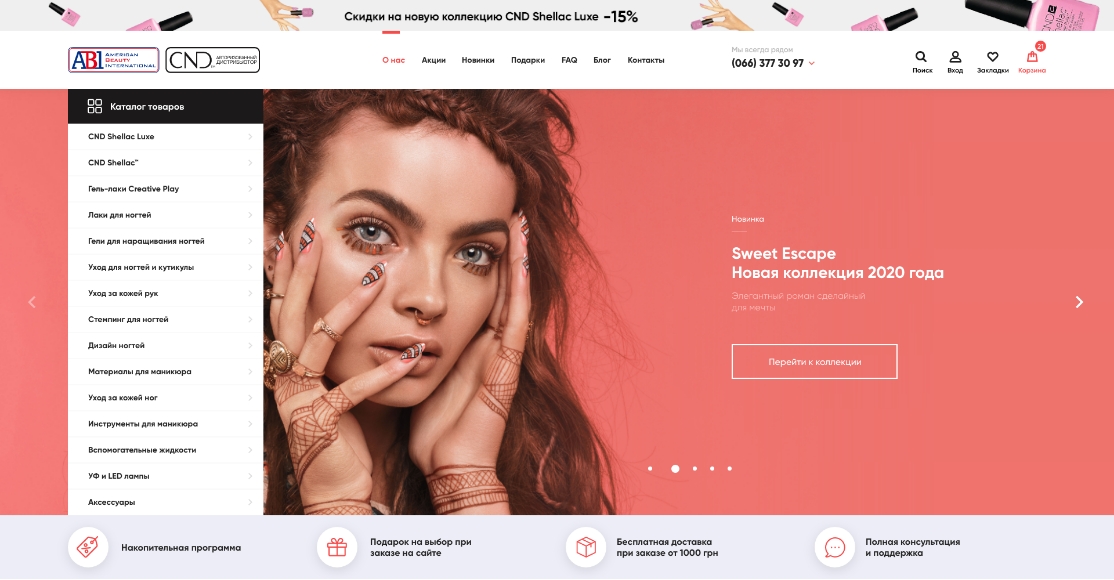 Скидки на новую коллекцию CND Shellac Luxe -15%
ABI AMERICAN BEAUTY INTERNATIONAL
CND АВТОРИЗОВАННЫЙ ДИСТРИБЬЮТОР
О нас
Акции
Новинки
Подарки
FAQ
Блог
Контакты
Мы всегда рядом
(066) 377 30 97
Поиск
Вход
Закладки
21
Корзина
Каталог товаров
CND Shellac Luxe
CND Shellac™
Гель-лаки Creative Play
Лаки для ногтей
Гели для наращивания ногтей
Уход для ногтей и кутикулы
Уход за кожей рук
Стемпинг для ногтей
Дизайн ногтей
Материалы для маникюра
Уход за кожей ног
Инструменты для маникюра
Вспомогательные жидкости
УФ и LED лампы
Аксессуары
Новинка
Sweet Escape
Новая коллекция 2020 года
Элегантный роман сделайный
для мечты
Перейти к коллекции
Накопительная программа
Подарок на выбор при
заказе на сайте
Бесплатная доставка
при заказе от 1000 грн
Полная консультация
и поддержка